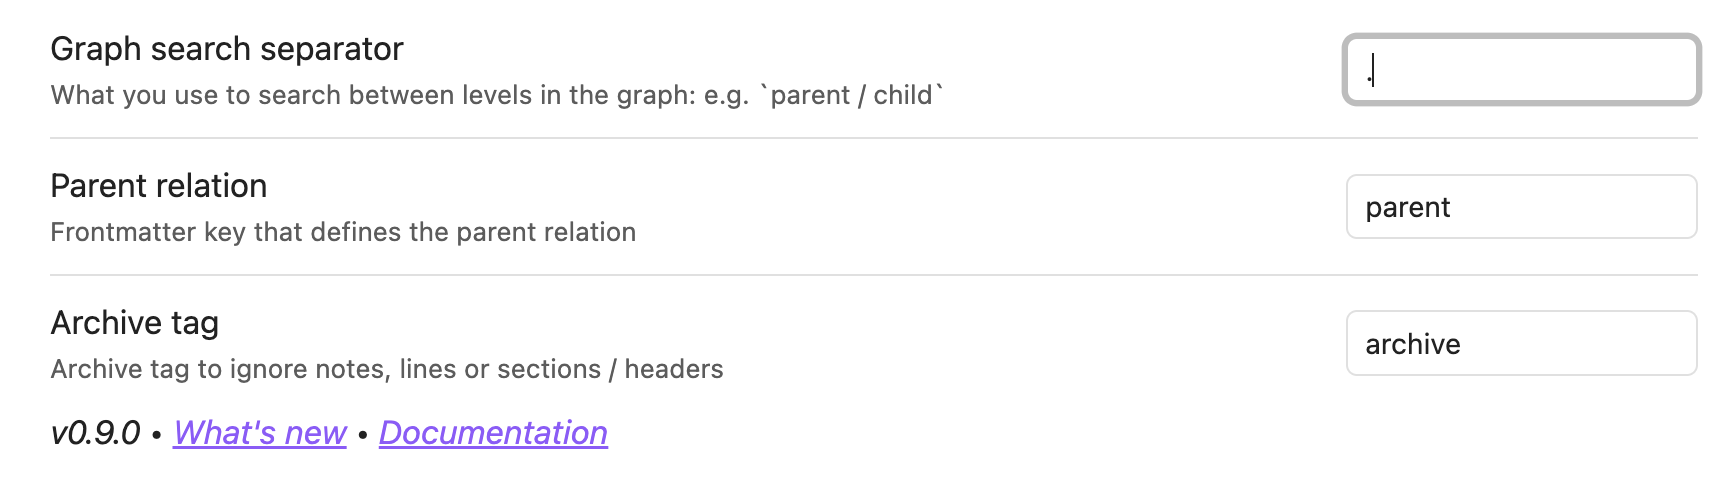 Graph search separator
What you use to search between levels in the graph: e.g. `parent / child`
.
Parent relation
Frontmatter key that defines the parent relation
parent
Archive tag
Archive tag to ignore notes, lines or sections / headers
archive
v0.9.0 • What's new • Documentation